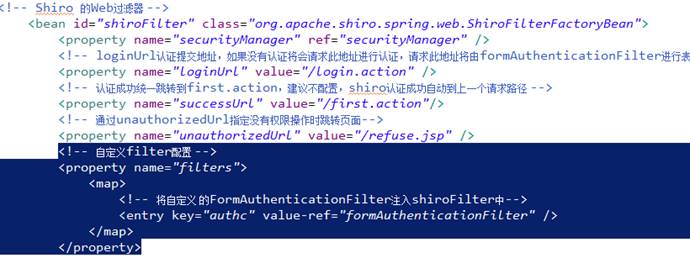 <!-- Shiro 的Web过滤器 -->
<bean id="shiroFilter" class="org.apache.shiro.spring.web.ShiroFilterFactoryBean">
<property name="securityManager" ref="securityManager" />
<!-- loginUrl认证提交地址，如果没有认证将会请求此地址进行认证，请求此地址将由formAuthenticationFilter进行表
<property name="loginUrl" value="/login.action" />
<!-- 认证成功统一跳转到first.action，建议不配置，shiro认证成功自动到上一个请求路径 -->
<property name="successUrl" value="/first.action"/>
<!-- 通过unauthorizedUrl指定没有权限操作时跳转页面-->
<property name="unauthorizedUrl" value="/refuse.jsp" />
<!-- 自定义filter配置 -->
<property name="filters">
<map>
<!-- 将自定义 的FormAuthenticationFilter注入shiroFilter中-->
<entry key="authc" value-ref="formAuthenticationFilter" />
</map>
</property>